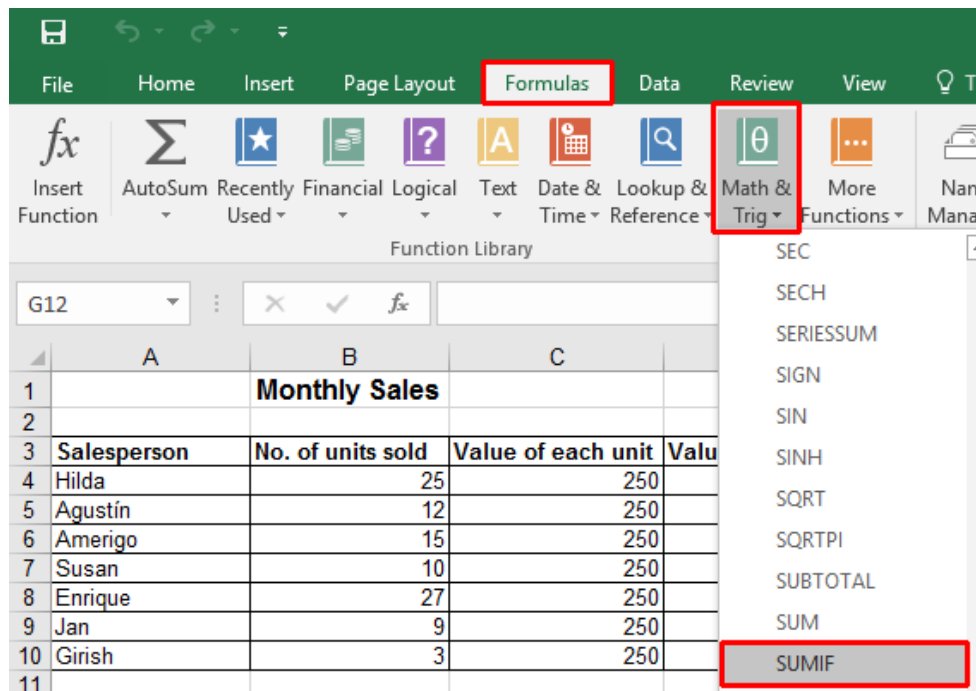 File Home Insert Page Layout Formulas Data Review View T
fx Σ ★ ? A Q θ ...
Insert AutoSum Recently Financial Logical Text Date & Lookup & Math & More Nan
Function Used Time Reference Trig Functions Mana
Function Library
SEC
SECH
SERIESSUM
SIGN
SIN
SINH
SQRT
SQRTPI
SUBTOTAL
SUM
SUMIF
G12 fx
A B C
1 Monthly Sales
2
3 Salesperson No. of units sold Value of each unit Valu
4 Hilda 25 250
5 Agustín 12 250
6 Amerigo 15 250
7 Susan 10 250
8 Enrique 27 250
9 Jan 9 250
10 Girish 3 250
11